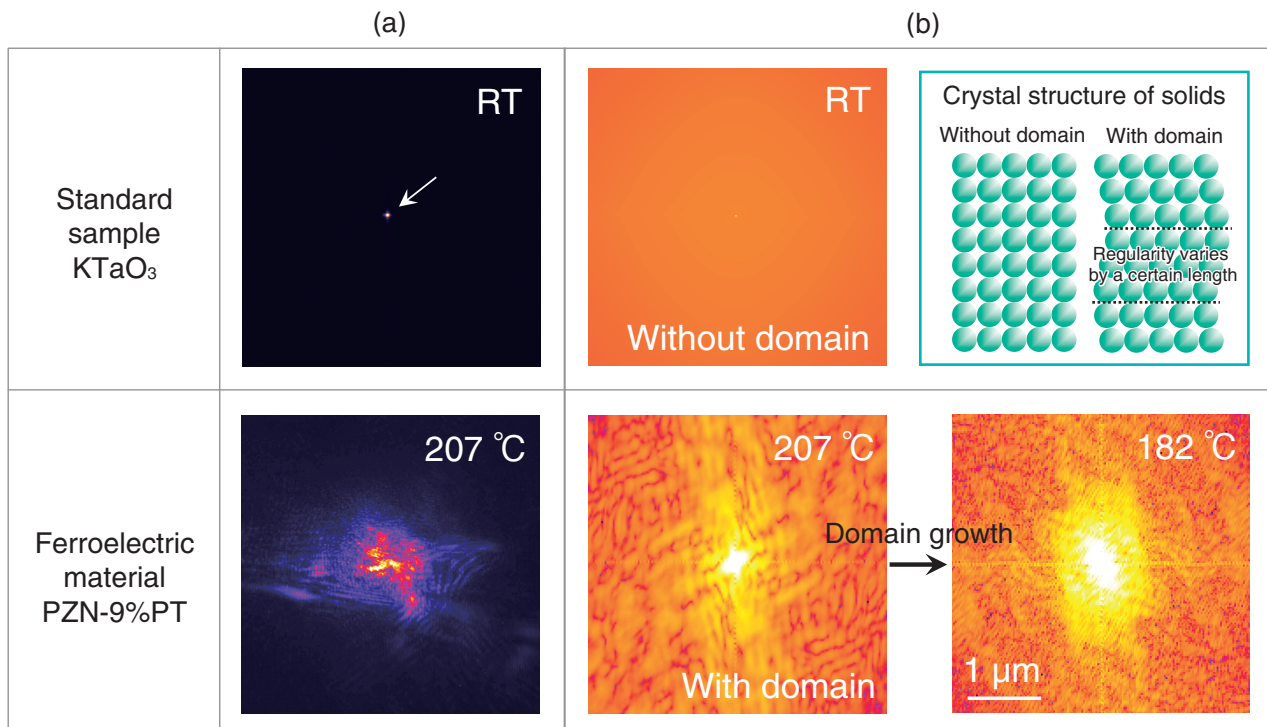 (a)
(b)
Standard
sample
KTaO₃
RT
RT
Without domain
Crystal structure of solids
Without domain
With domain
Regularity varies
by a certain length
Ferroelectric
material
PZN-9%PT
207 ℃
207 ℃
With domain
Domain growth
182 ℃
1 µm